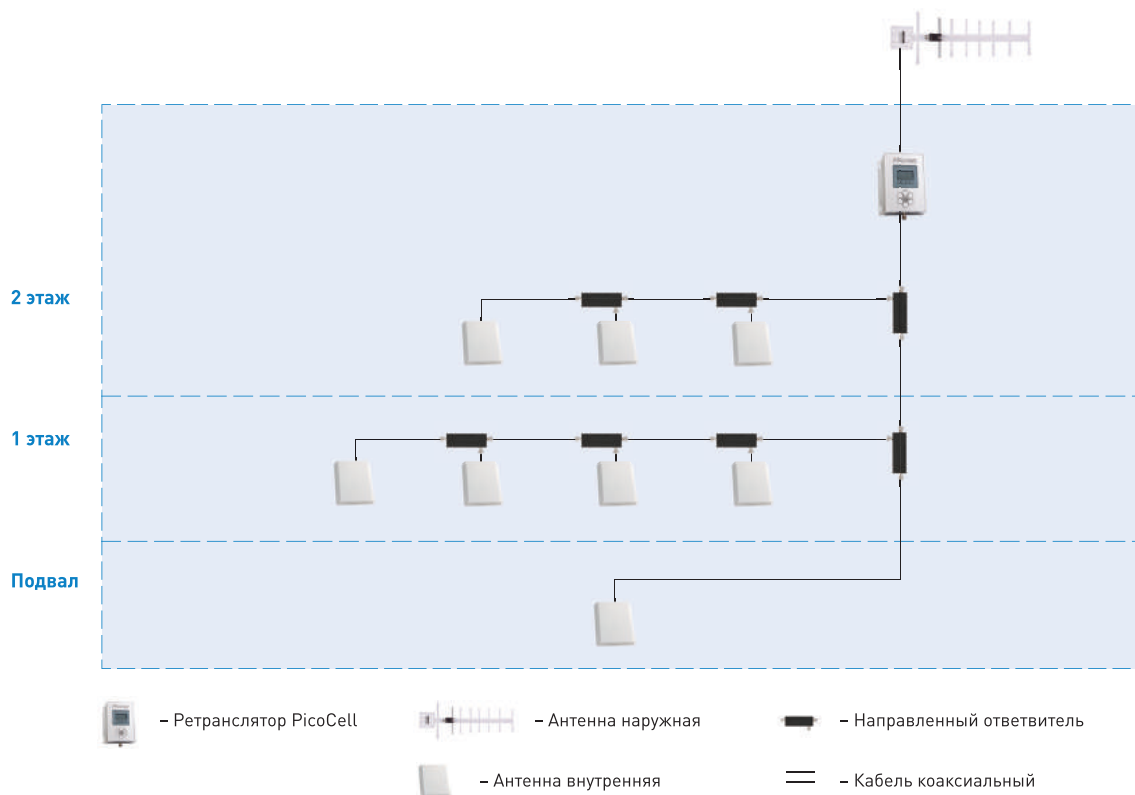 2 этаж
1 этаж
Подвал
– Ретранслятор PicoCell
– Антенна наружная
– Направленный ответвитель
– Антенна внутренняя
– Кабель коаксиальный